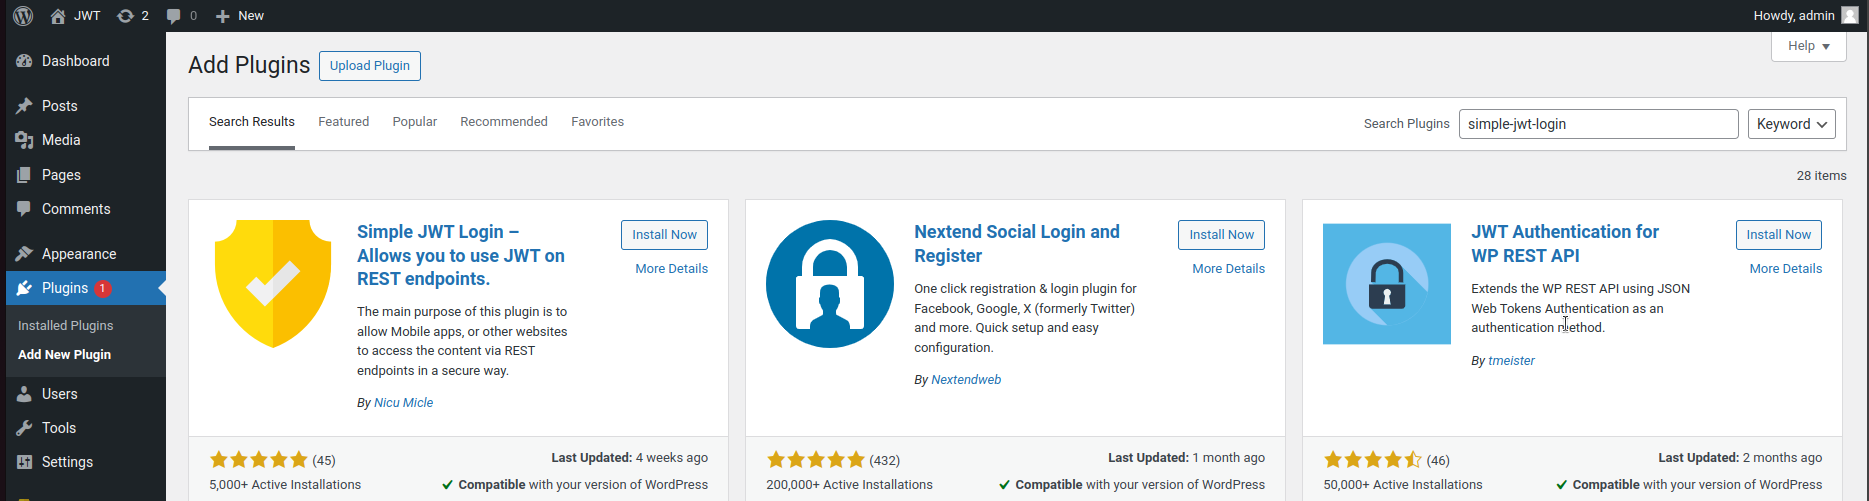 JWT 2 0 New Howdy, admin
Help
Dashboard
Posts
Media
Pages
Comments
Appearance
Plugins 1
Installed Plugins
Add New Plugin
Users
Tools
Settings
Add Plugins Upload Plugin
Search Results Featured Popular Recommended Favorites Search Plugins simple-jwt-login Keyword
28 items
Simple JWT Login –
Allows you to use JWT on
REST endpoints.
Install Now
More Details
The main purpose of this plugin is to
allow Mobile apps, or other websites
to access the content via REST
endpoints in a secure way.
By Nicu Micle
(45)
Last Updated: 4 weeks ago
5,000+ Active Installations
Compatible with your version of WordPress
Nextend Social Login and
Register
Install Now
More Details
One click registration & login plugin for
Facebook, Google, X (formerly Twitter)
and more. Quick setup and easy
configuration.
By Nextendweb
(432)
Last Updated: 1 month ago
200,000+ Active Installations
Compatible with your version of WordPress
JWT Authentication for
WP REST API
Install Now
More Details
Extends the WP REST API using JSON
Web Tokens Authentication as an
authentication method.
By tmeister
(46)
Last Updated: 2 months ago
50,000+ Active Installations
Compatible with your version of WordPress